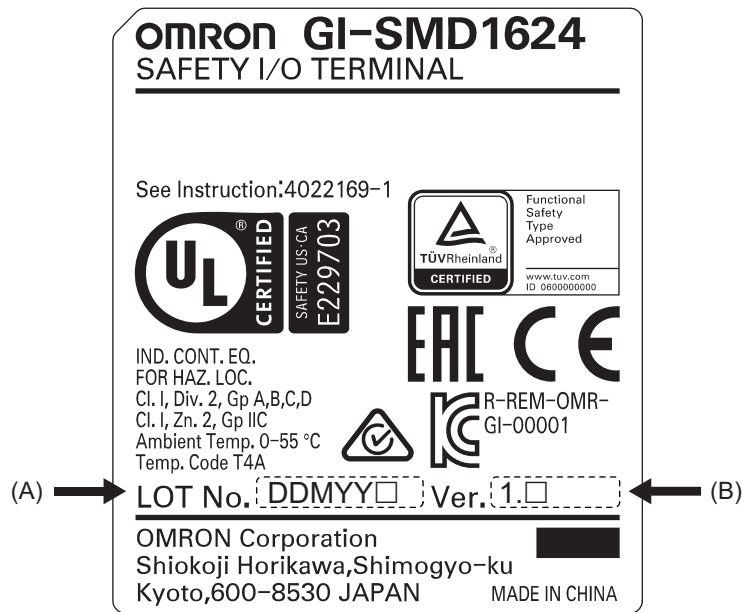 OMRON GI-SMD1624
SAFETY I/O TERMINAL
See Instruction:4022169-1
UL
®
CERTIFIED
SAFETY US·CA
E229703
TÜVRheinland
®
CERTIFIED
Functional
Safety
Type
Approved
www.tuv.com
ID 0600000000
EAC CE
IND. CONT. EQ.
FOR HAZ. LOC.
Cl. I, Div. 2, Gp A,B,C,D
Cl. I, Zn. 2, Gp IIC
Ambient Temp. 0-55 °C
Temp. Code T4A
R-REM-OMR-
GI-00001
(A) LOT No. DDMYY□ Ver. 1.□ (B)
OMRON Corporation
Shiokoji Horikawa,Shimogyo-ku
Kyoto,600-8530 JAPAN MADE IN CHINA